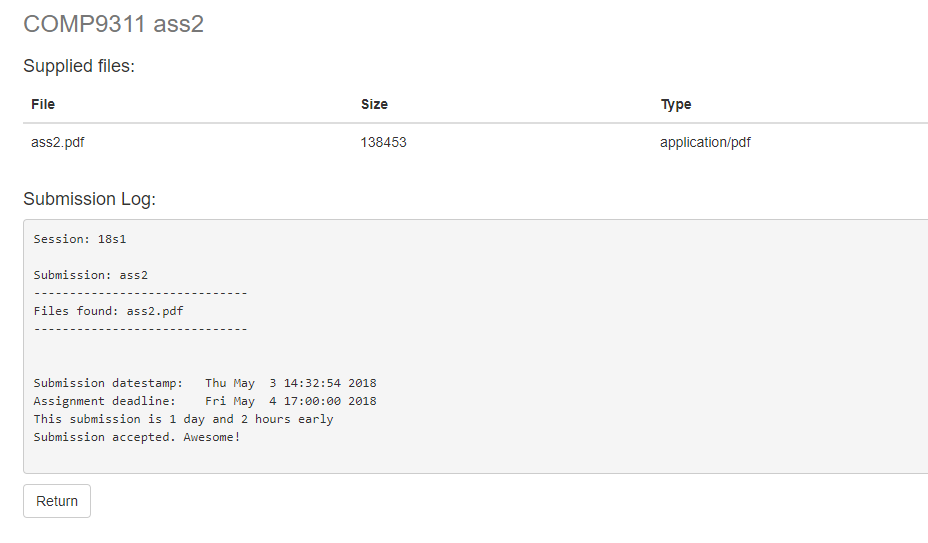 COMP9311 ass2
Supplied files:
File Size Type
ass2.pdf 138453 application/pdf
Submission Log:
Session: 18s1
Submission: ass2
------------------------------
Files found: ass2.pdf
------------------------------
Submission datestamp:   Thu May  3 14:32:54 2018
Assignment deadline:    Fri May  4 17:00:00 2018
This submission is 1 day and 2 hours early
Submission accepted. Awesome!
Return